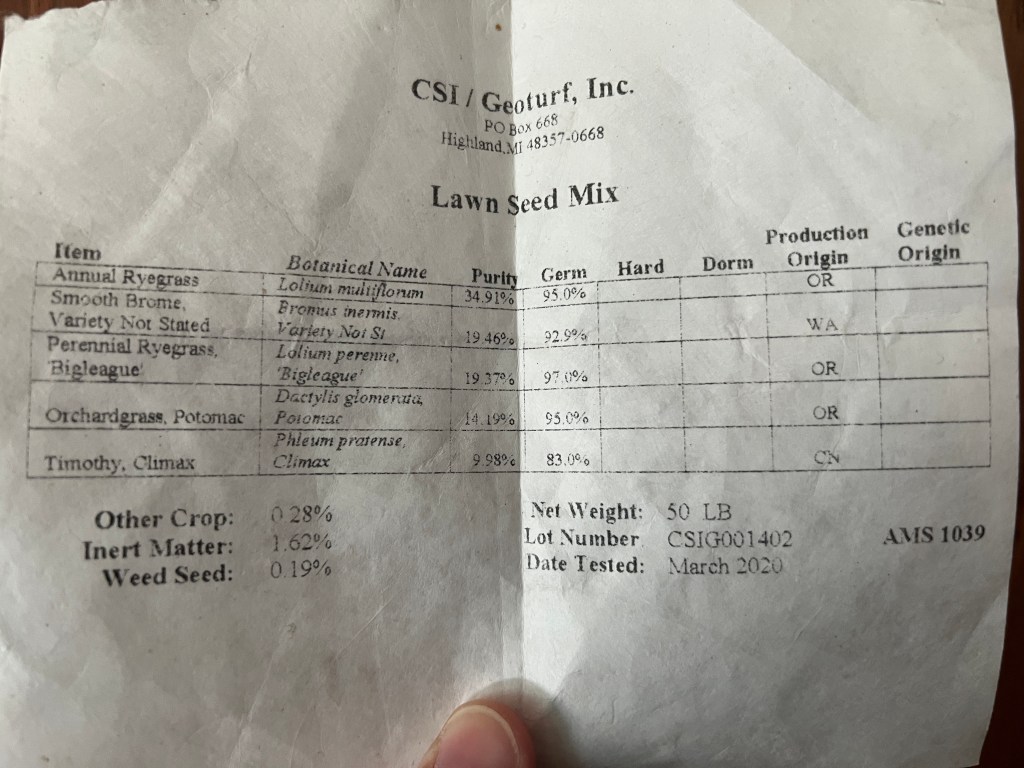 CSI / Geoturf, Inc.
PO Box 668
Highland,MI 48357-0668
Lawn Seed Mix
Item Botanical Name Purity Germ Hard Dorm Production Origin Genetic Origin
Annual Ryegrass Lolium multiflorum 34.91% 95.0% OR
Smooth Brome, Bromus inermis,
Variety Not Stated Variety Not St 19.46% 92.9% WA
Perennial Ryegrass, Lolium perenne,
'Bigleague' 'Bigleague' 19.37% 97.0% OR
Dactylis glomerata,
Orchardgrass, Potomac Potomac 14.19% 95.0% OR
Phleum pratense,
Timothy, Climax Climax 9.98% 83.0% CN
Other Crop: 0.28% Net Weight: 50 LB
Inert Matter: 1.62% Lot Number CSIG001402 AMS 1039
Weed Seed: 0.19% Date Tested: March 2020